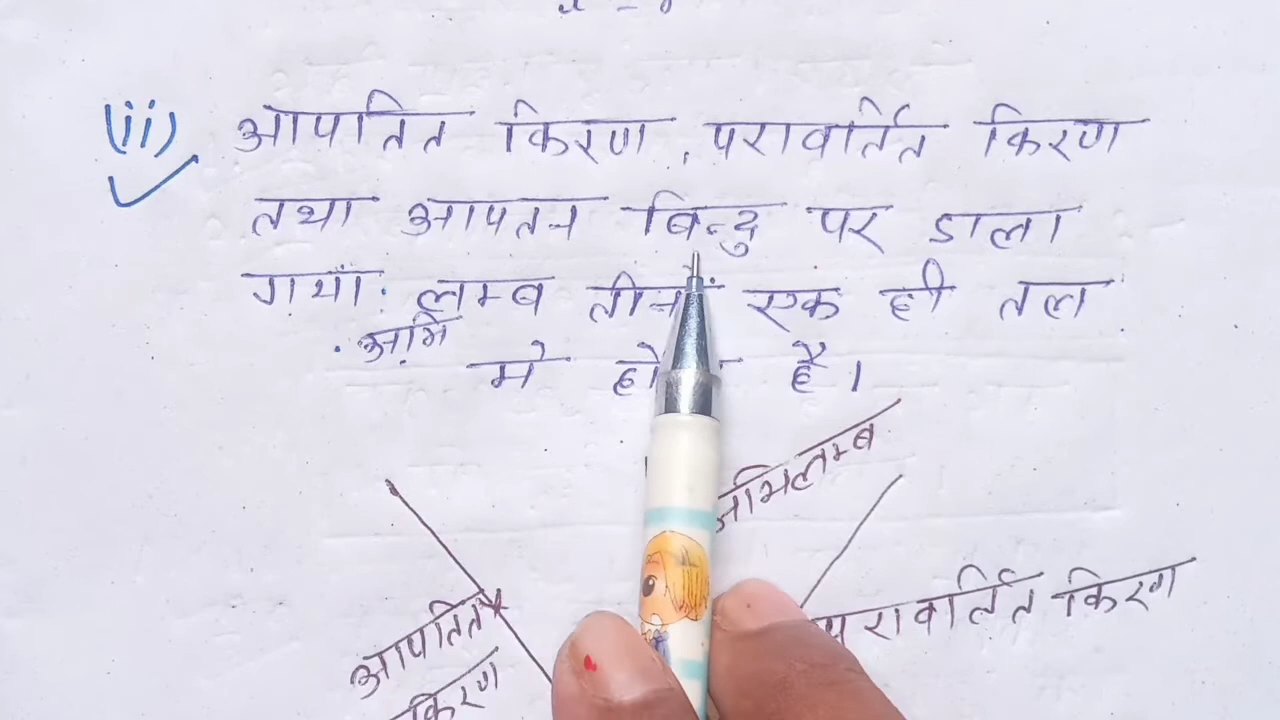 (ii) आपतित किरण, परावर्तित किरण
तथा आपतन बिन्दु पर डाला
गया लम्ब तीनों एक ही तल
अभि
मे है।
अभिलम्ब
आपतित
किरण
परावर्तित किरण